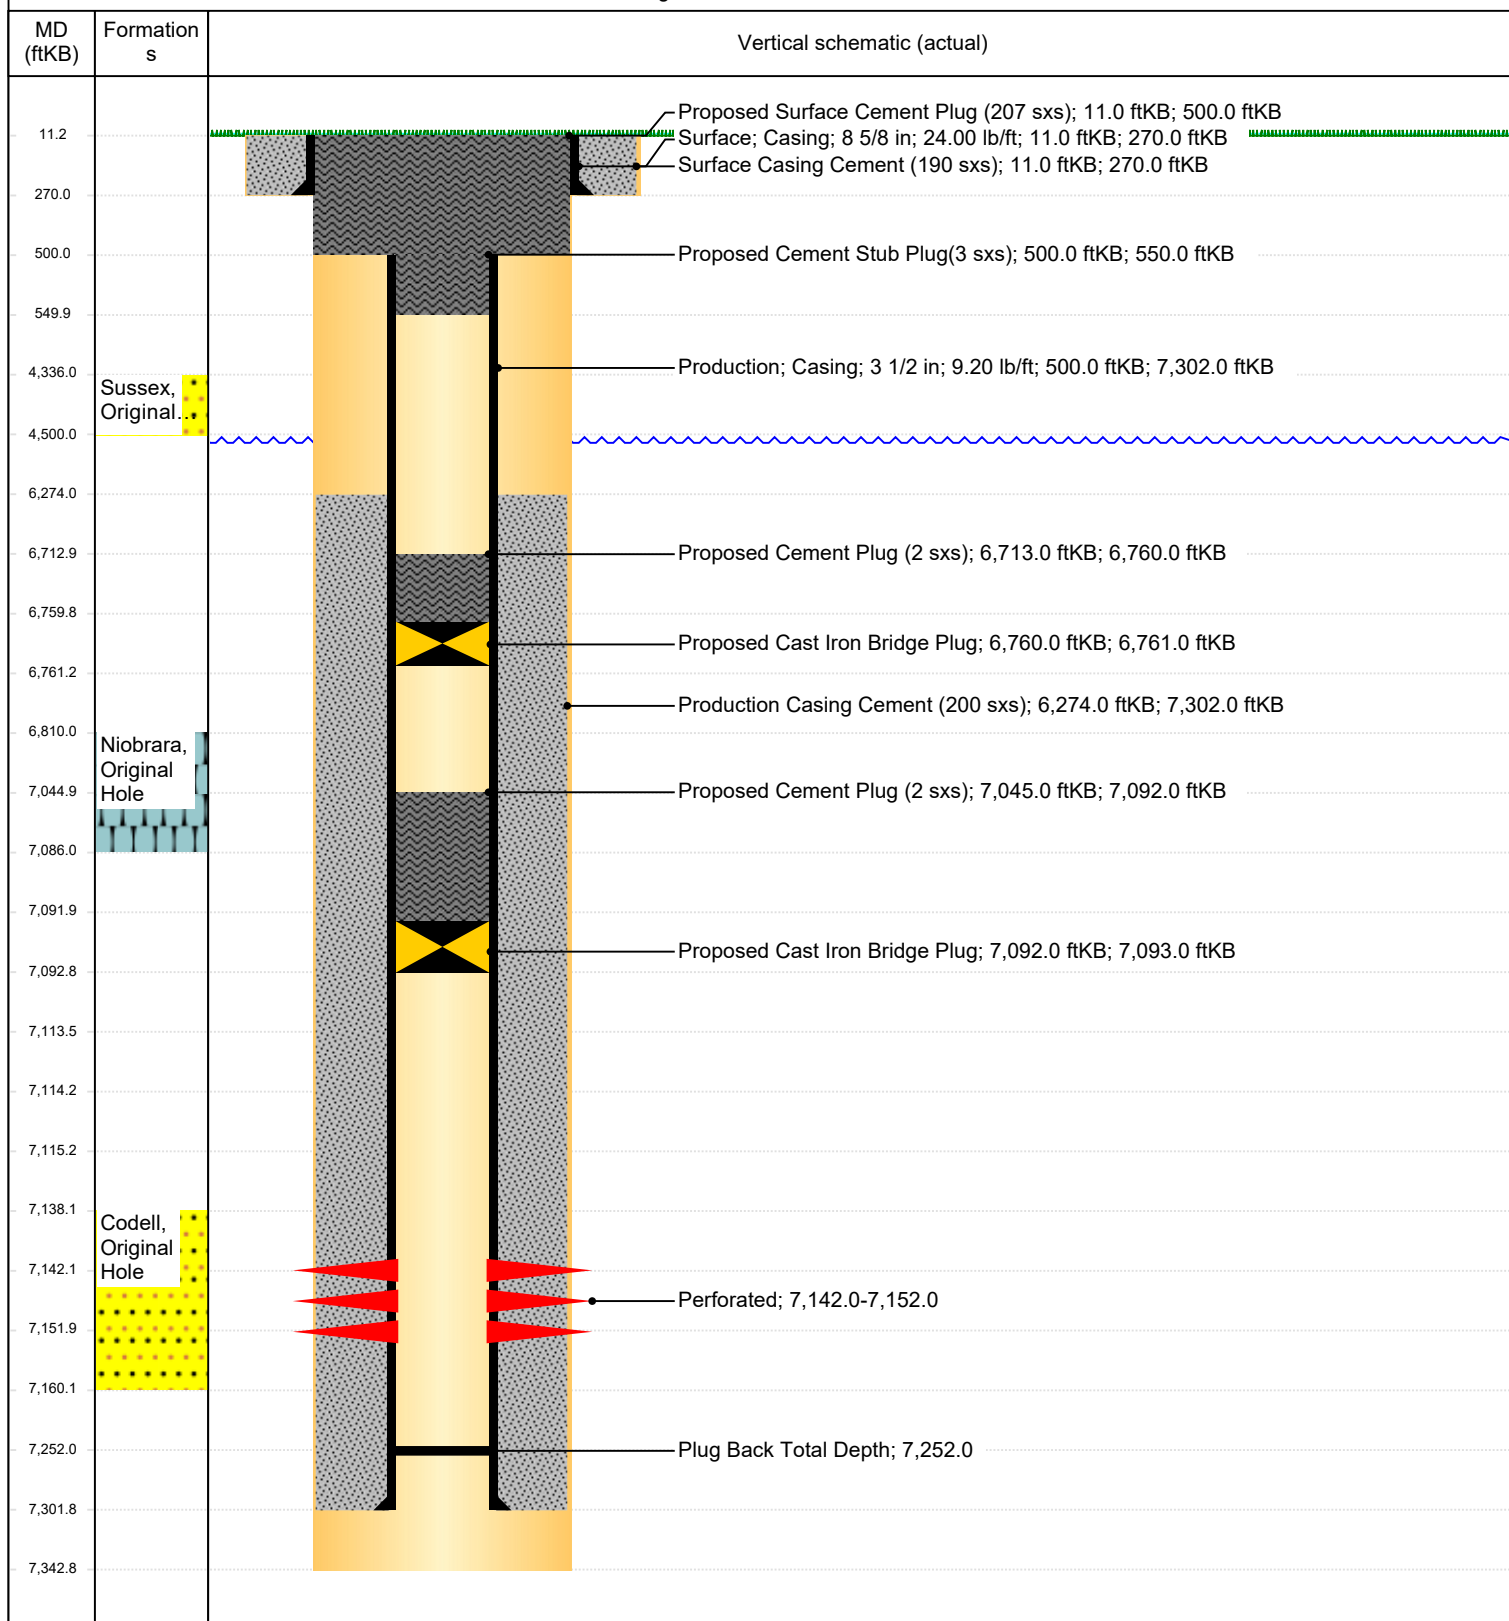 MD
(ftKB)
Formation
s
Vertical schematic (actual)
11.2
270.0
500.0
549.9
4,336.0
4,500.0
6,274.0
6,712.9
6,759.8
6,761.2
6,810.0
7,044.9
7,086.0
7,091.9
7,092.8
7,113.5
7,114.2
7,115.2
7,138.1
7,142.1
7,151.9
7,160.1
7,252.0
7,301.8
7,342.8
Sussex,
Original...
Niobrara,
Original
Hole
Codell,
Original
Hole
Proposed Surface Cement Plug (207 sxs); 11.0 ftKB; 500.0 ftKB
Surface; Casing; 8 5/8 in; 24.00 lb/ft; 11.0 ftKB; 270.0 ftKB
Surface Casing Cement (190 sxs); 11.0 ftKB; 270.0 ftKB
Proposed Cement Stub Plug(3 sxs); 500.0 ftKB; 550.0 ftKB
Production; Casing; 3 1/2 in; 9.20 lb/ft; 500.0 ftKB; 7,302.0 ftKB
Proposed Cement Plug (2 sxs); 6,713.0 ftKB; 6,760.0 ftKB
Proposed Cast Iron Bridge Plug; 6,760.0 ftKB; 6,761.0 ftKB
Production Casing Cement (200 sxs); 6,274.0 ftKB; 7,302.0 ftKB
Proposed Cement Plug (2 sxs); 7,045.0 ftKB; 7,092.0 ftKB
Proposed Cast Iron Bridge Plug; 7,092.0 ftKB; 7,093.0 ftKB
Perforated; 7,142.0-7,152.0
Plug Back Total Depth; 7,252.0